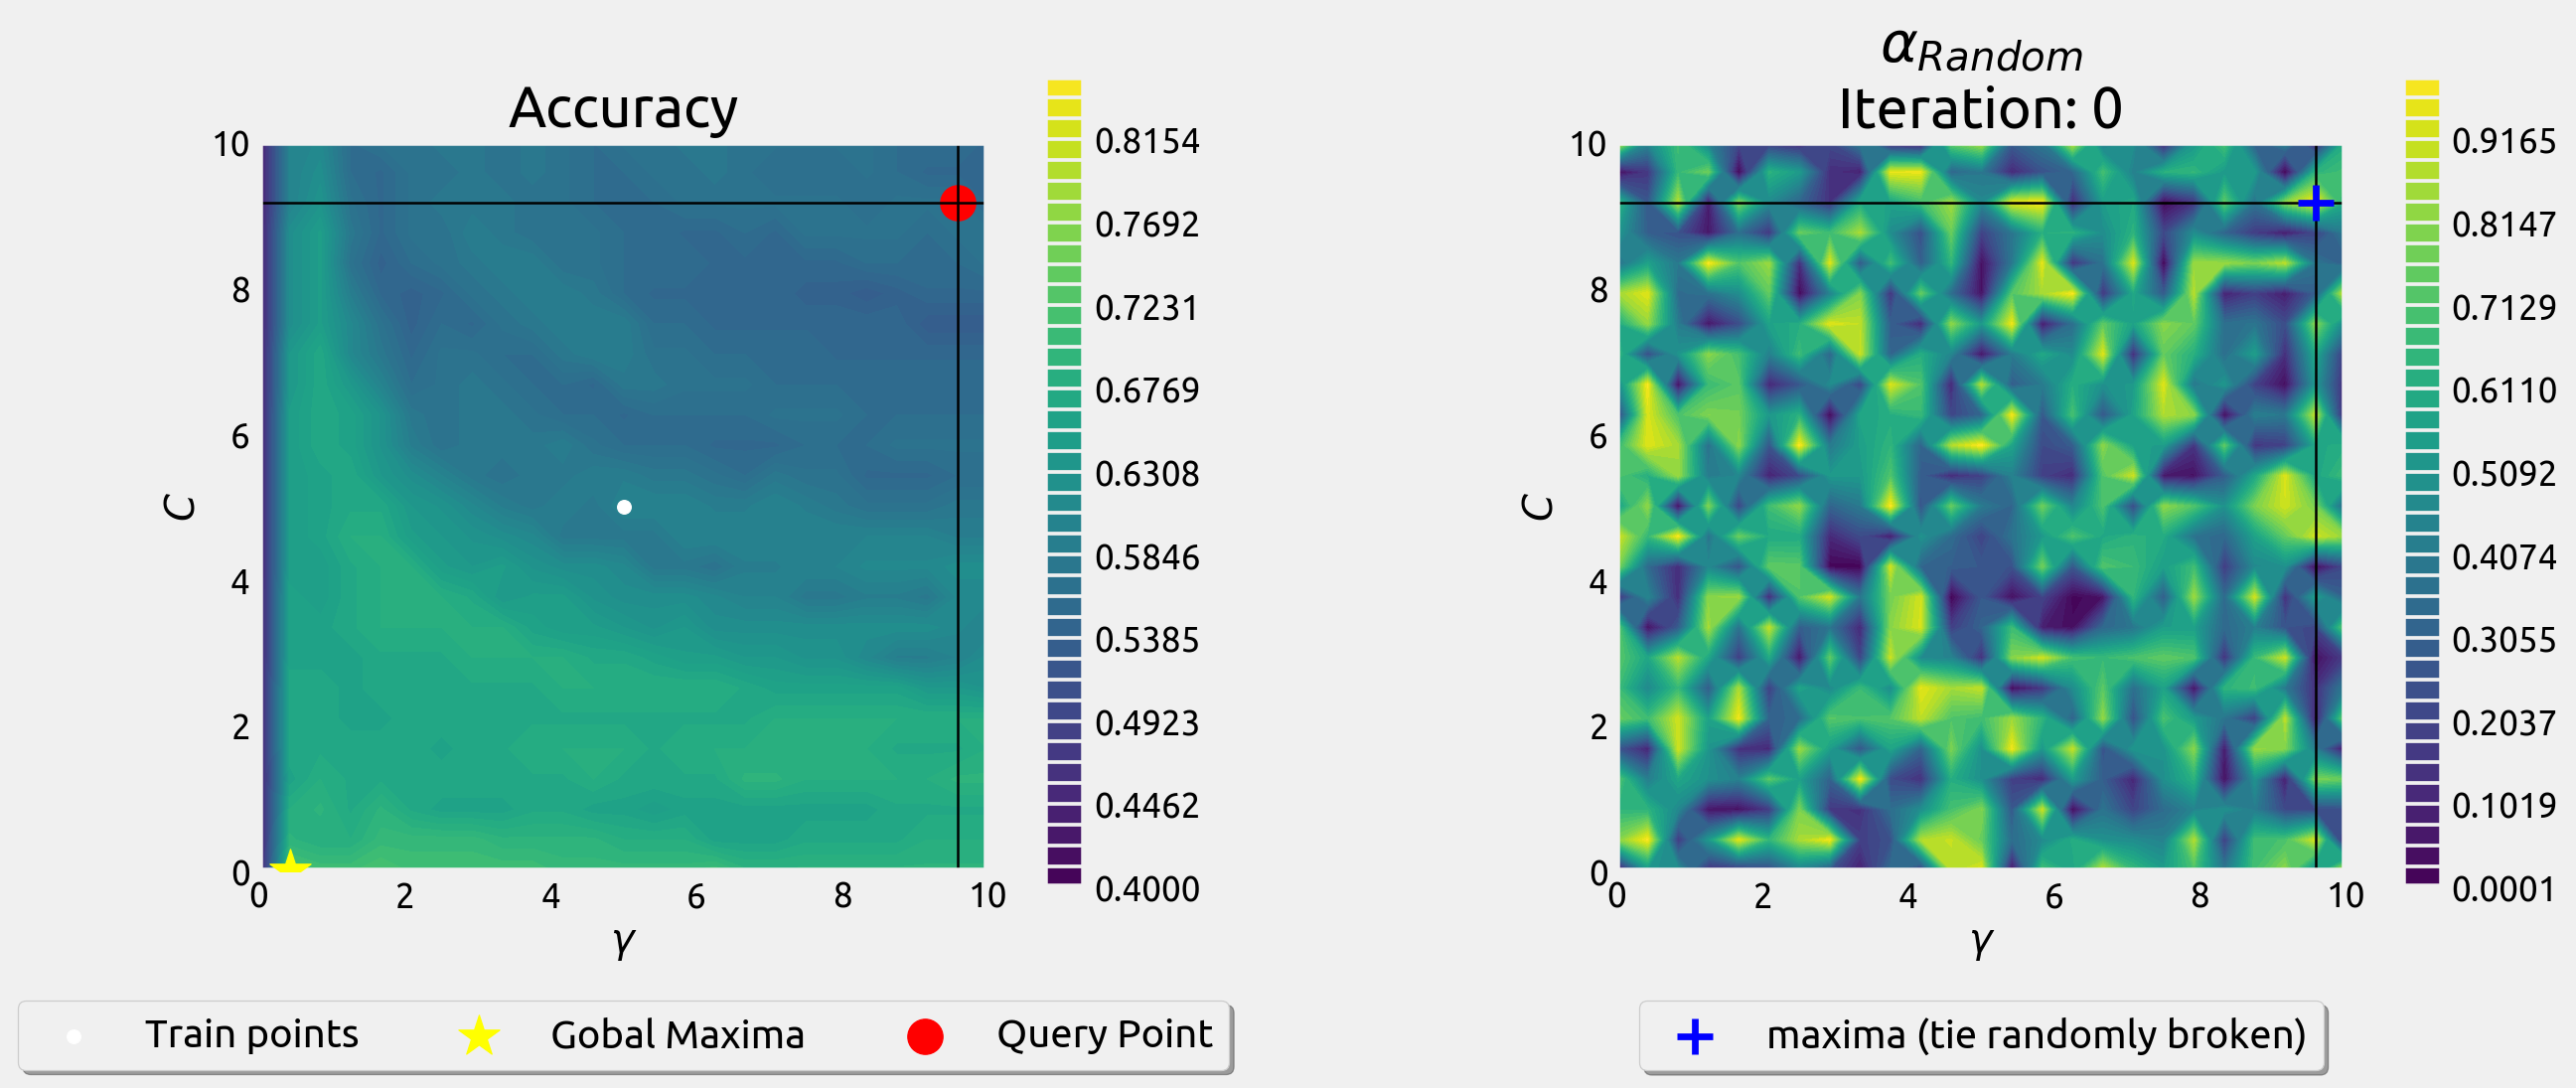 Accuracy
10
8
6
4
2
0
C
0 2 4 6 8 10
γ
0.8154
0.7692
0.7231
0.6769
0.6308
0.5846
0.5385
0.4923
0.4462
0.4000
Train points
Gobal Maxima
Query Point
α_Random
Iteration: 0
10
8
6
4
2
0
C
0 2 4 6 8 10
γ
0.9165
0.8147
0.7129
0.6110
0.5092
0.4074
0.3055
0.2037
0.1019
0.0001
maxima (tie randomly broken)